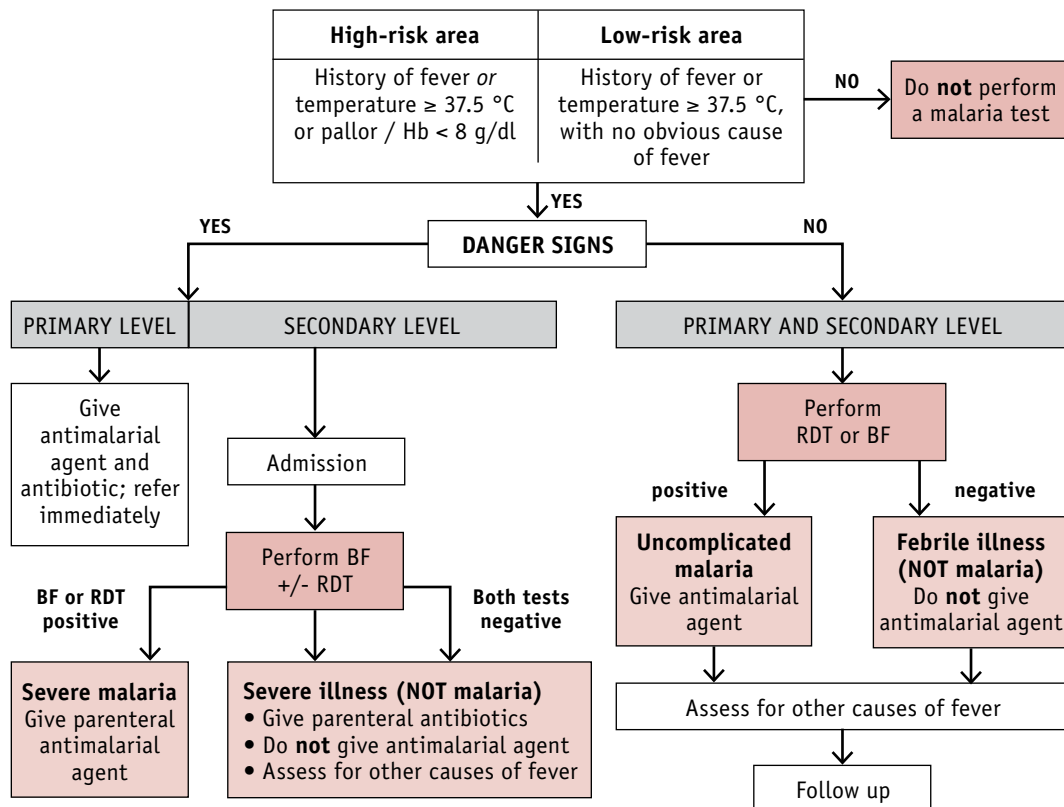 High-risk area
History of fever or
temperature ≥ 37.5 °C
or pallor / Hb < 8 g/dl
Low-risk area
History of fever or
temperature ≥ 37.5 °C,
with no obvious cause
of fever
NO
Do not perform
a malaria test
YES
DANGER SIGNS
YES
NO
PRIMARY LEVEL
SECONDARY LEVEL
PRIMARY AND SECONDARY LEVEL
Give
antimalarial
agent and
antibiotic; refer
immediately
Admission
Perform BF
+/- RDT
BF or RDT
positive
Both tests
negative
Severe malaria
Give parenteral
antimalarial
agent
Severe illness (NOT malaria)
• Give parenteral antibiotics
• Do not give antimalarial agent
• Assess for other causes of fever
Perform
RDT or BF
positive
negative
Uncomplicated
malaria
Give antimalarial
agent
Febrile illness
(NOT malaria)
Do not give
antimalarial agent
Assess for other causes of fever
Follow up